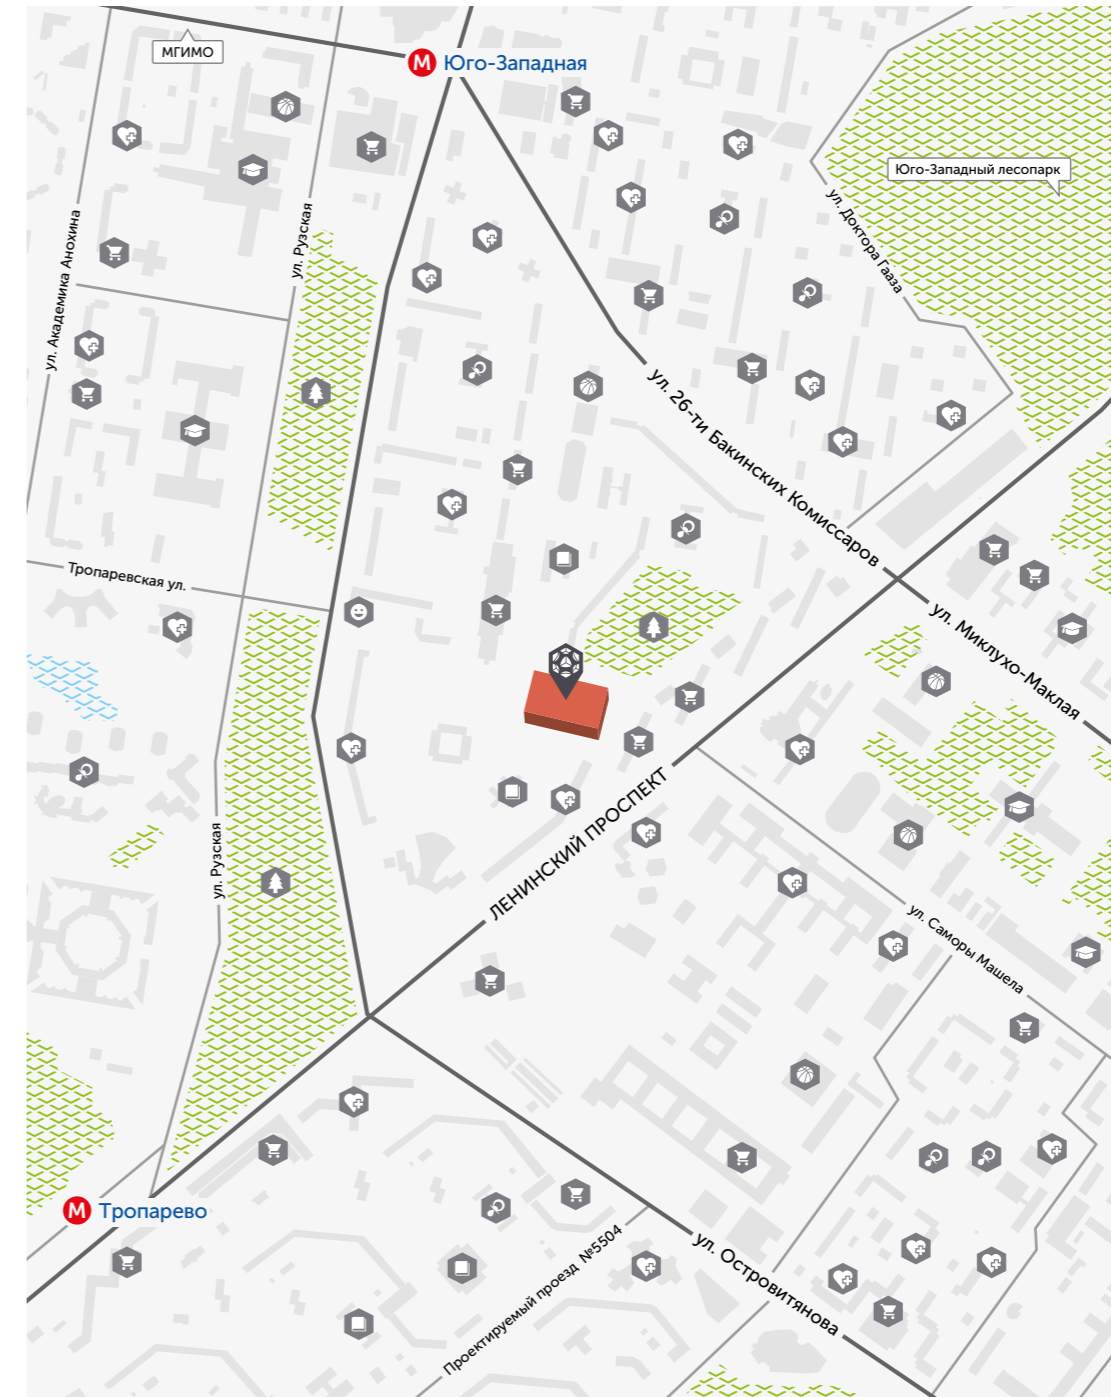 МГИМО
М Юго-Западная
Юго-Западный лесопарк
ул. Доктора Гааза
ул. Рузская
ул. Академика Анохина
ул. 26-ти Бакинских Комиссаров
Тропаревская ул.
ул. Миклухо-Маклая
ЛЕНИНСКИЙ ПРОСПЕКТ
ул. Рузская
ул. Саморы Машела
М Тропарево
Проектируемый проезд №5504
ул. Островитянова